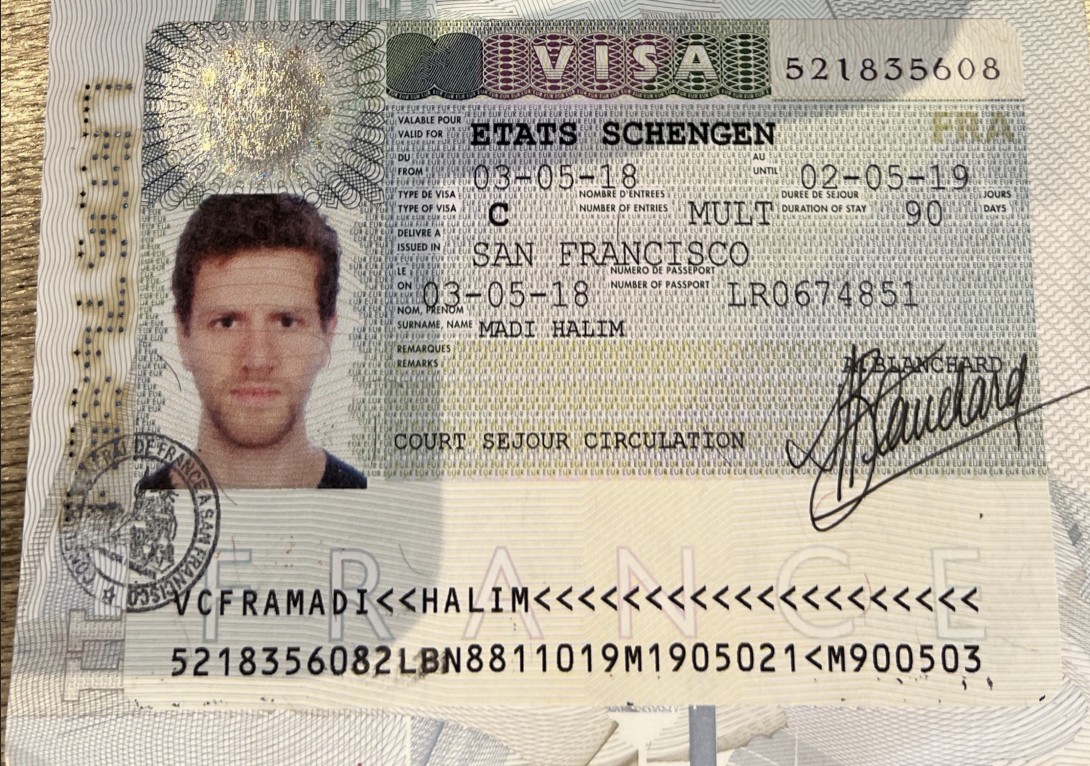 VISA
521835608
VALABLE POUR
VALID FOR
ETATS SCHENGEN
FRA
DU
FROM
03-05-18
AU
UNTIL
02-05-19
TYPE DE VISA
TYPE OF VISA
C
NOMBRE D'ENTREES
NUMBER OF ENTRIES
MULT
DUREE DE SEJOUR
DURATION OF STAY
90
JOURS
DAYS
DELIVRE A
ISSUED IN
SAN FRANCISCO
LE
ON
03-05-18
NUMERO DE PASSEPORT
NUMBER OF PASSPORT
LR0674851
NOM, PRENOM
SURNAME, NAME
MADI HALIM
REMARQUES
REMARKS
BLANCHARD
COURT SEJOUR CIRCULATION
DE FRANCE A SAN FRANCISCO
FRANCE
VCFRAMADI<<HALIM<<<<<<<<<<<<<<<<<<<<
5218356082LBN8811019M1905021<M900503